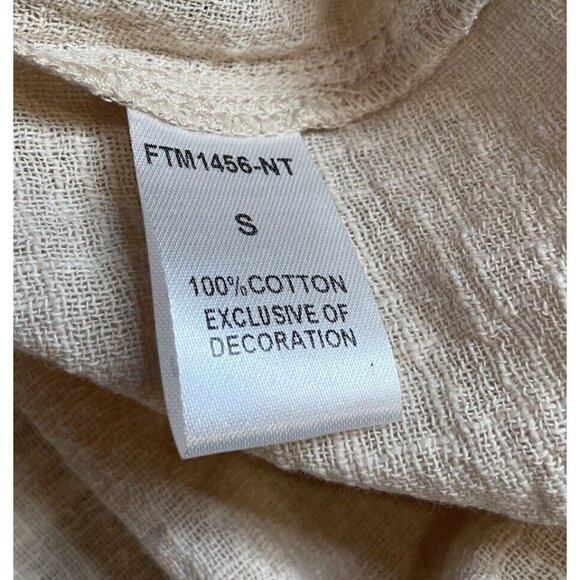 FTM1456-NT
S
100%COTTON
EXCLUSIVE OF
DECORATION